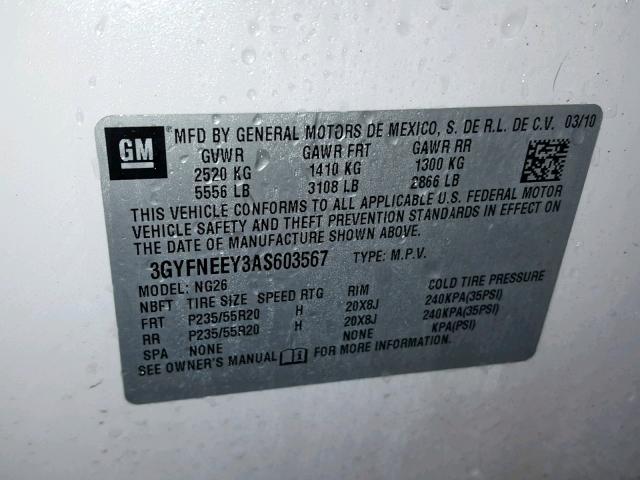 GM ® MFD BY GENERAL MOTORS DE MEXICO, S. DE R.L. DE C.V. 03/10
GVWR GAWR FRT GAWR RR
2520 KG 1410 KG 1300 KG
5556 LB 3108 LB 2866 LB
THIS VEHICLE CONFORMS TO ALL APPLICABLE U.S. FEDERAL MOTOR
VEHICLE SAFETY AND THEFT PREVENTION STANDARDS IN EFFECT ON
THE DATE OF MANUFACTURE SHOWN ABOVE.
3GYFNEEY3AS603567 TYPE: M.P.V.
MODEL: NG26
NBFT TIRE SIZE SPEED RTG RIM COLD TIRE PRESSURE
FRT P235/55R20 H 20X8J 240KPA(35PSI)
RR P235/55R20 H 20X8J 240KPA(35PSI)
SPA NONE NONE KPA(PSI)
SEE OWNER'S MANUAL FOR MORE INFORMATION.